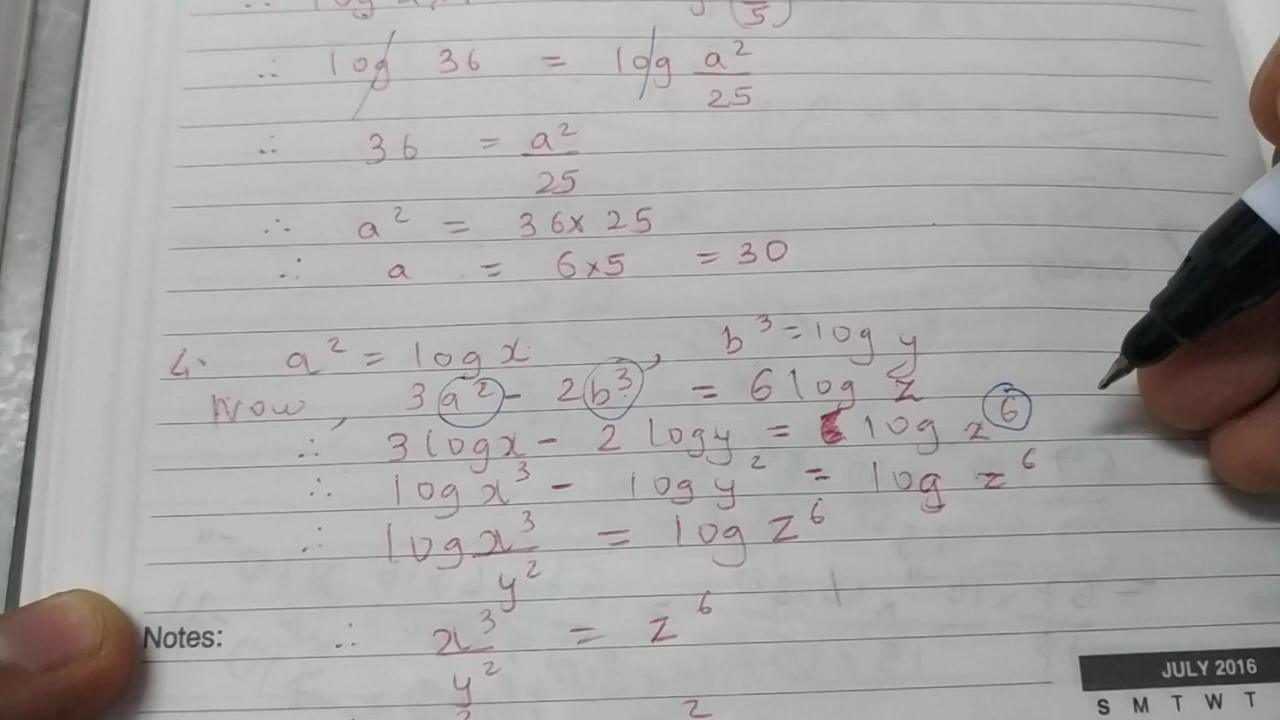 ∴ log 36 = log a²/25
∴ 36 = a²/25
∴ a² = 36 × 25
∴ a = 6×5 = 30
4. a² = log x, b³ = log y
Now, 3a² - 2b³ = 6 log z
∴ 3 log x - 2 log y = log z⁶
∴ log x³ - log y² = log z⁶
∴ log x³/y² = log z⁶
Notes: ∴ x³/y² = z⁶
JULY 2016
S M T W T